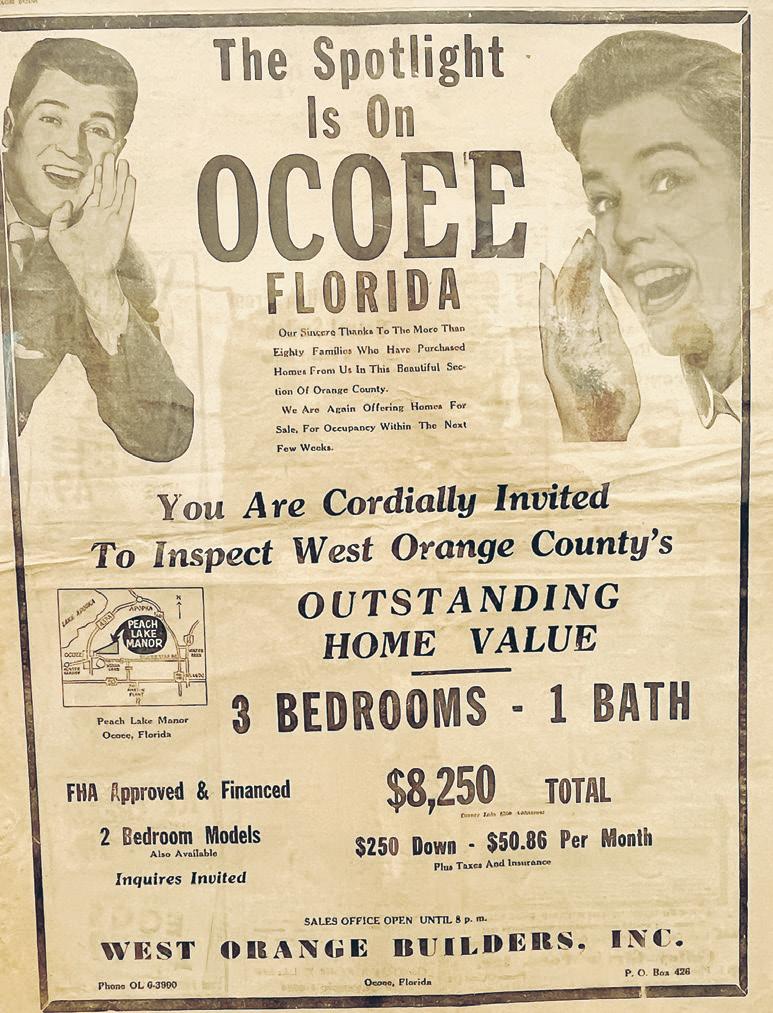 The Spotlight
Is On
OCOEE
FLORIDA
Our Sincere Thanks To The More Than
Eighty Families Who Have Purchased
Homes From Us In This Beautiful Sec-
tion Of Orange County.
We Are Again Offering Homes For
Sale, For Occupancy Within The Next
Few Weeks.
You Are Cordially Invited
To Inspect West Orange County's
OUTSTANDING
HOME VALUE
LAKE APOPKA
APOPKA
N
PEACH
LAKE
MANOR
OCOEE
Peach Lake Manor
Ocoee, Florida
3 BEDROOMS - 1 BATH
FHA Approved & Financed
$8,250 TOTAL
2 Bedroom Models
Also Available
$250 Down - $50.86 Per Month
Plus Taxes And Insurance
Inquires Invited
SALES OFFICE OPEN UNTIL 8 p. m.
WEST ORANGE BUILDERS, INC.
Phone OL 6-3900
Ocoee, Florida
P. O. Box 426